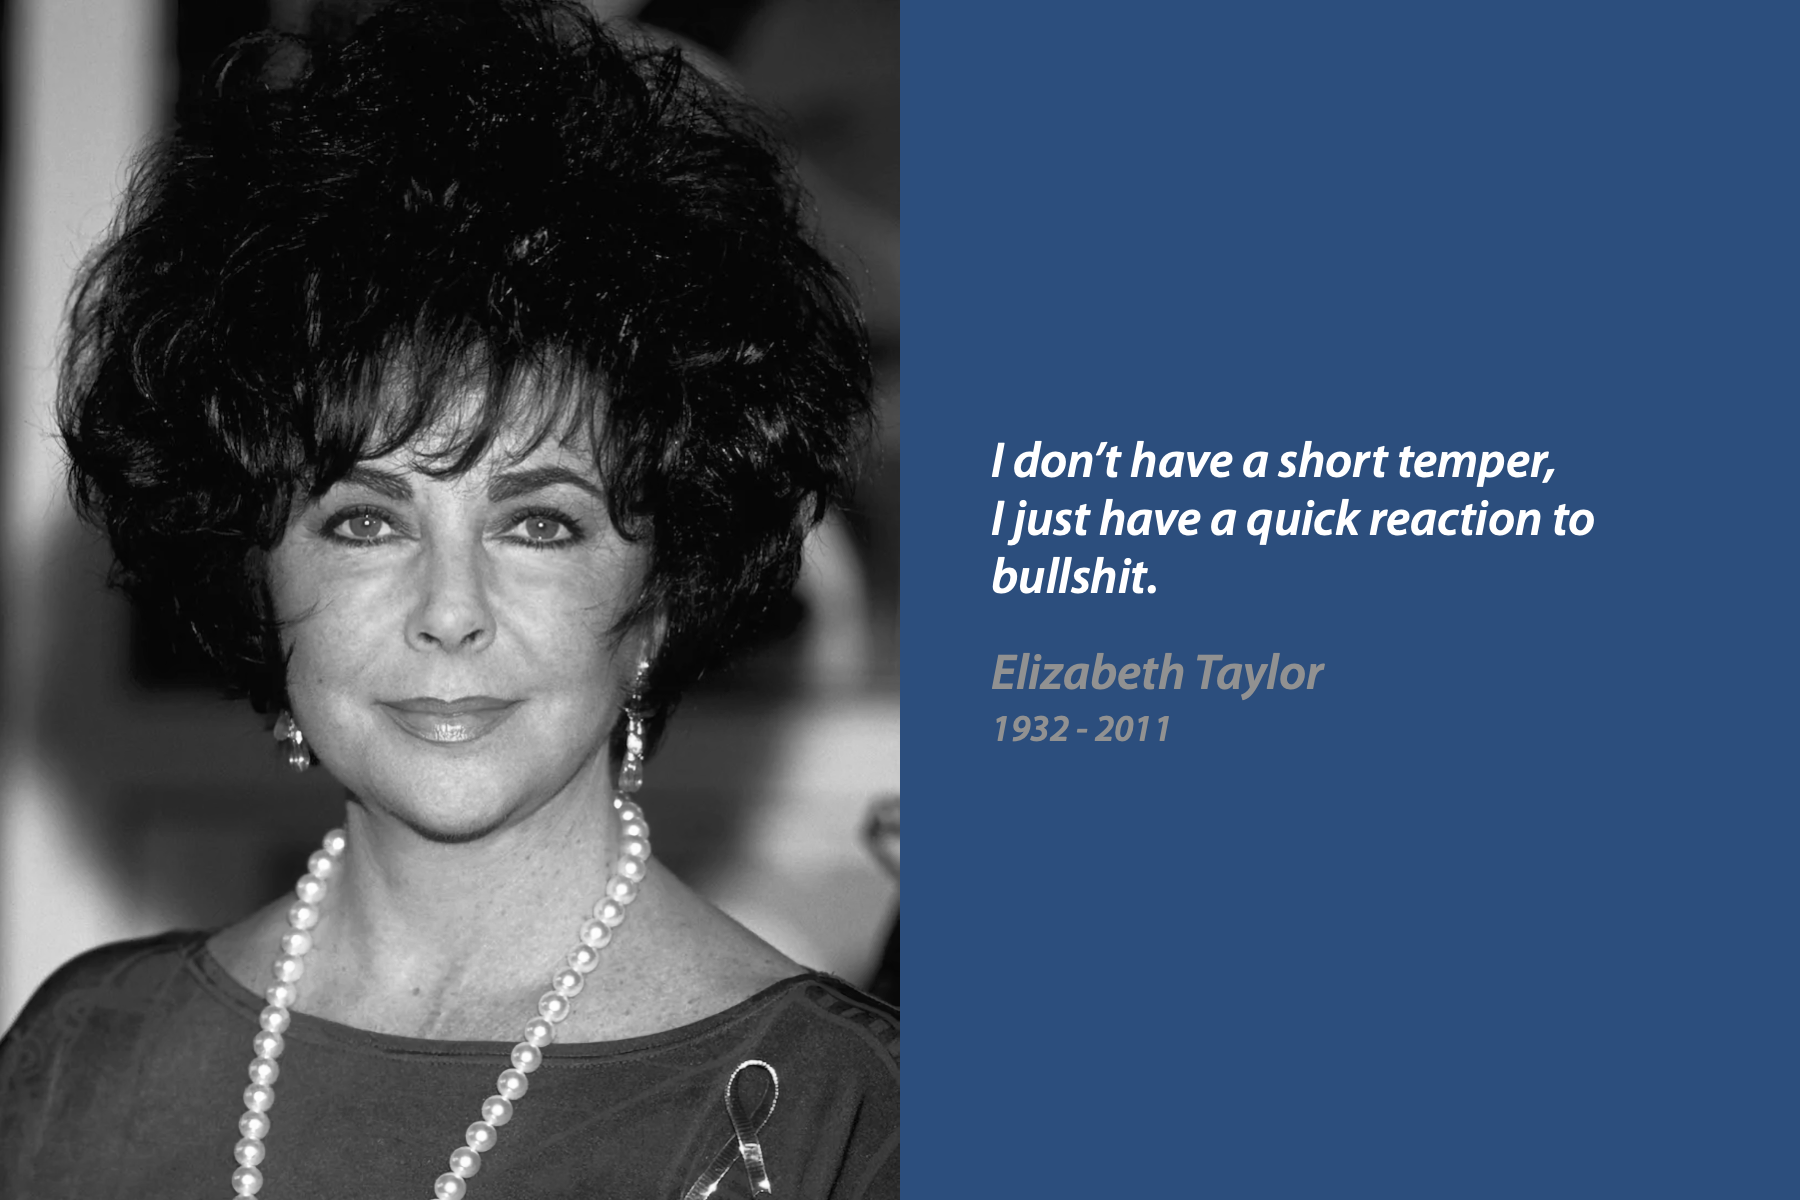 I don’t have a short temper,
I just have a quick reaction to
bullshit.
Elizabeth Taylor
1932 - 2011